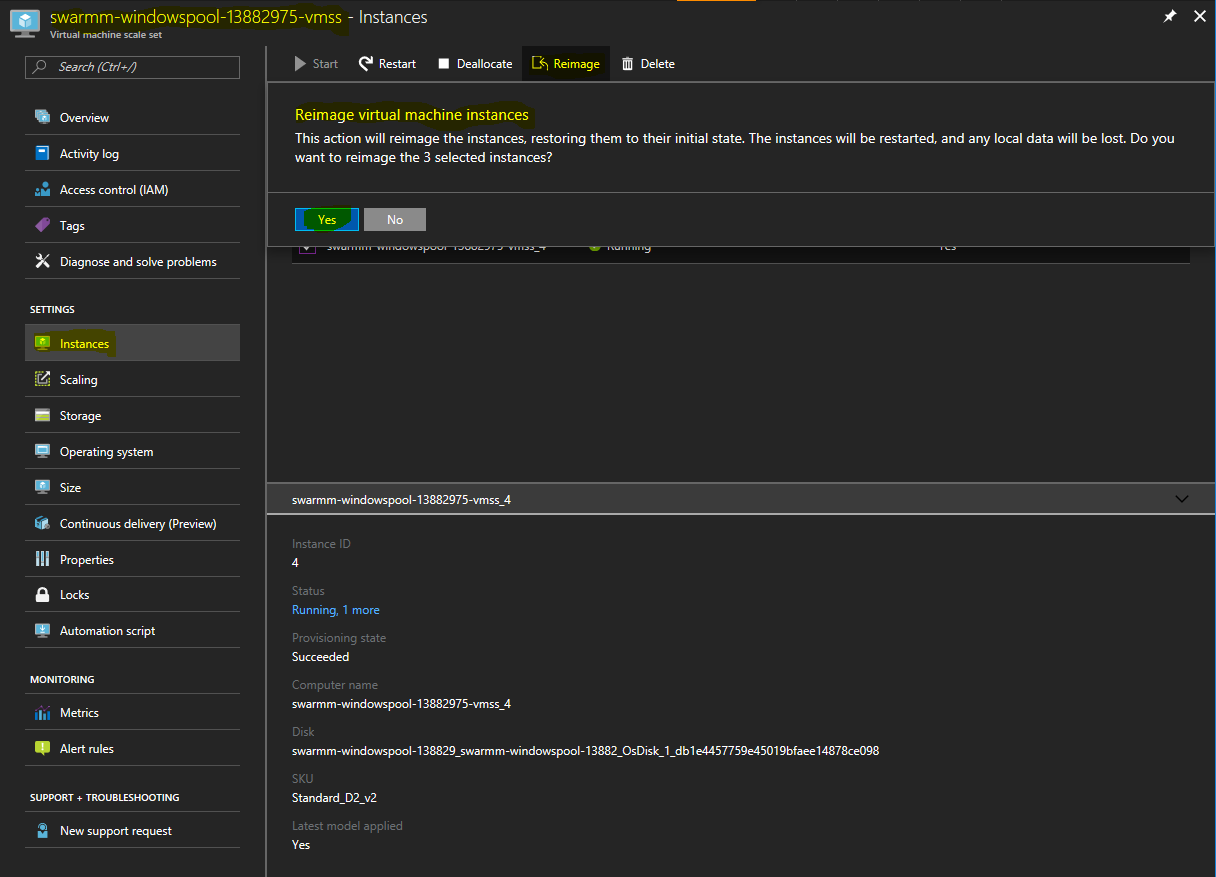 swarmm-windowspool-13882975-vmss - Instances
Virtual machine scale set
Search (Ctrl+/)
Overview
Activity log
Access control (IAM)
Tags
Diagnose and solve problems
SETTINGS
Instances
Scaling
Storage
Operating system
Size
Continuous delivery (Preview)
Properties
Locks
Automation script
MONITORING
Metrics
Alert rules
SUPPORT + TROUBLESHOOTING
New support request
Start Restart Deallocate Reimage Delete
Reimage virtual machine instances
This action will reimage the instances, restoring them to their initial state. The instances will be restarted, and any local data will be lost. Do you
want to reimage the 3 selected instances?
Yes No
swarmm-windowspool-13882975-vmss_4 Running Yes
swarmm-windowspool-13882975-vmss_4
Instance ID
4
Status
Running, 1 more
Provisioning state
Succeeded
Computer name
swarmm-windowspool-13882975-vmss_4
Disk
swarmm-windowspool-138829_swarmm-windowspool-13882_OsDisk_1_db1e4457759e45019bfaee14878ce098
SKU
Standard_D2_v2
Latest model applied
Yes